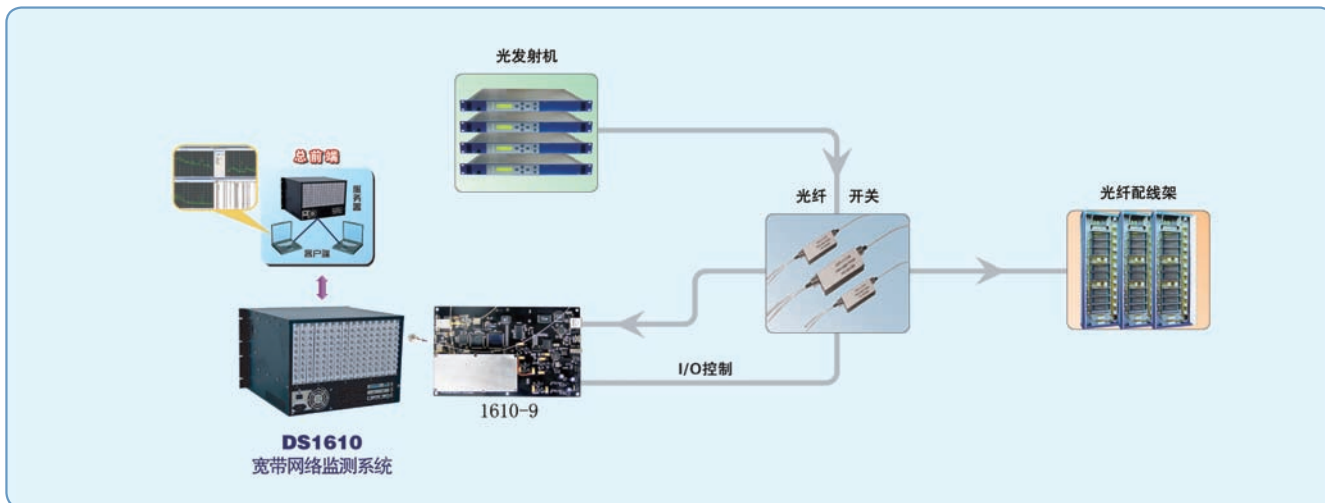 光发射机
总前端
服务器
客户端
光纤 开关
光纤配线架
I/O控制
1610-9
DS1610
宽带网络监测系统